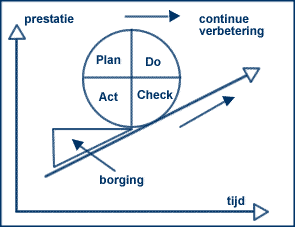 prestatie
continue
verbetering
Plan
Do
Act
Check
borging
tijd